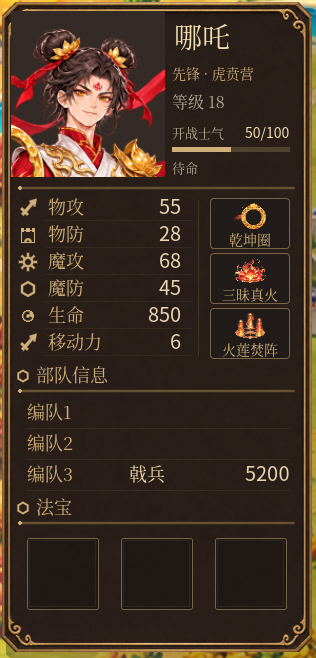 哪吒
先锋 · 虎贲营
等级 18
开战士气 50/100
待命
物攻 55
物防 28
魔攻 68
魔防 45
生命 850
移动力 6
乾坤圈
三昧真火
火莲焚阵
部队信息
编队1
编队2
编队3 戟兵 5200
法宝